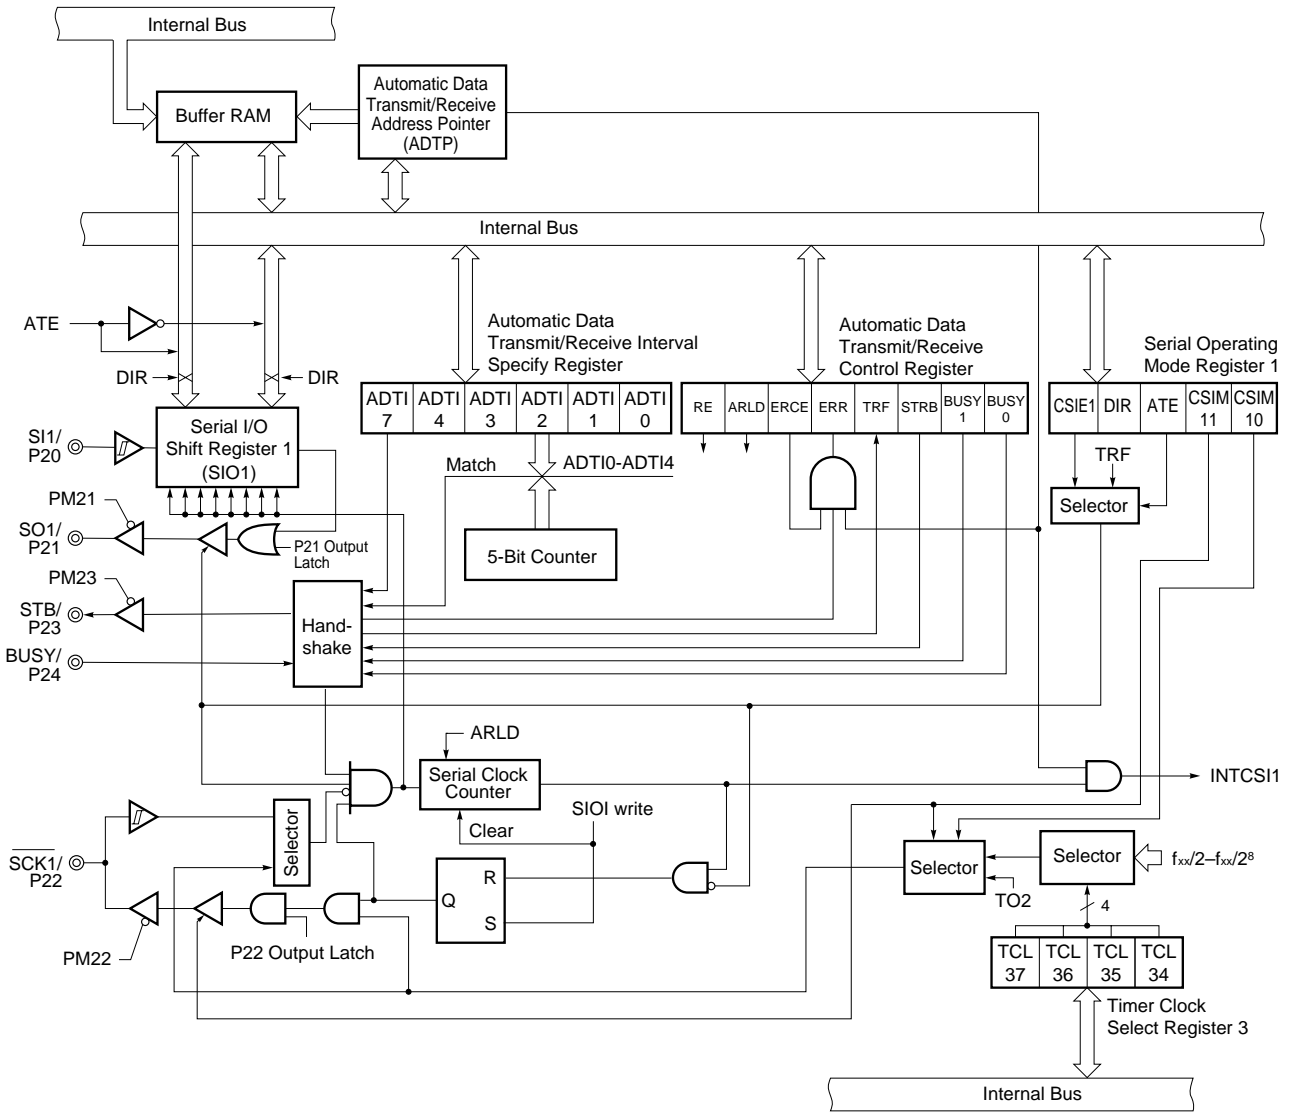 Internal Bus
Automatic Data
Transmit/Receive
Address Pointer
(ADTP)
Buffer RAM
Internal Bus
ATE
DIR
DIR
Automatic Data
Transmit/Receive Interval
Specify Register
Automatic Data
Transmit/Receive
Control Register
Serial Operating
Mode Register 1
ADTI
7
ADTI
4
ADTI
3
ADTI
2
ADTI
1
ADTI
0
RE
ARLD
ERCE
ERR
TRF
STRB
BUSY
1
BUSY
0
CSIE1
DIR
ATE
CSIM
11
CSIM
10
SI1/
P20
Serial I/O
Shift Register 1
(SIO1)
Match
ADTI0-ADTI4
TRF
Selector
PM21
SO1/
P21
P21 Output
Latch
5-Bit Counter
PM23
STB/
P23
Hand-
shake
BUSY/
P24
ARLD
Serial Clock
Counter
INTCSI1
SIOI write
Clear
Selector
SCK1/
P22
R
Q
S
Selector
Selector
fxx/2–fxx/2⁸
TO2
4
P22 Output Latch
PM22
TCL
37
TCL
36
TCL
35
TCL
34
Timer Clock
Select Register 3
Internal Bus